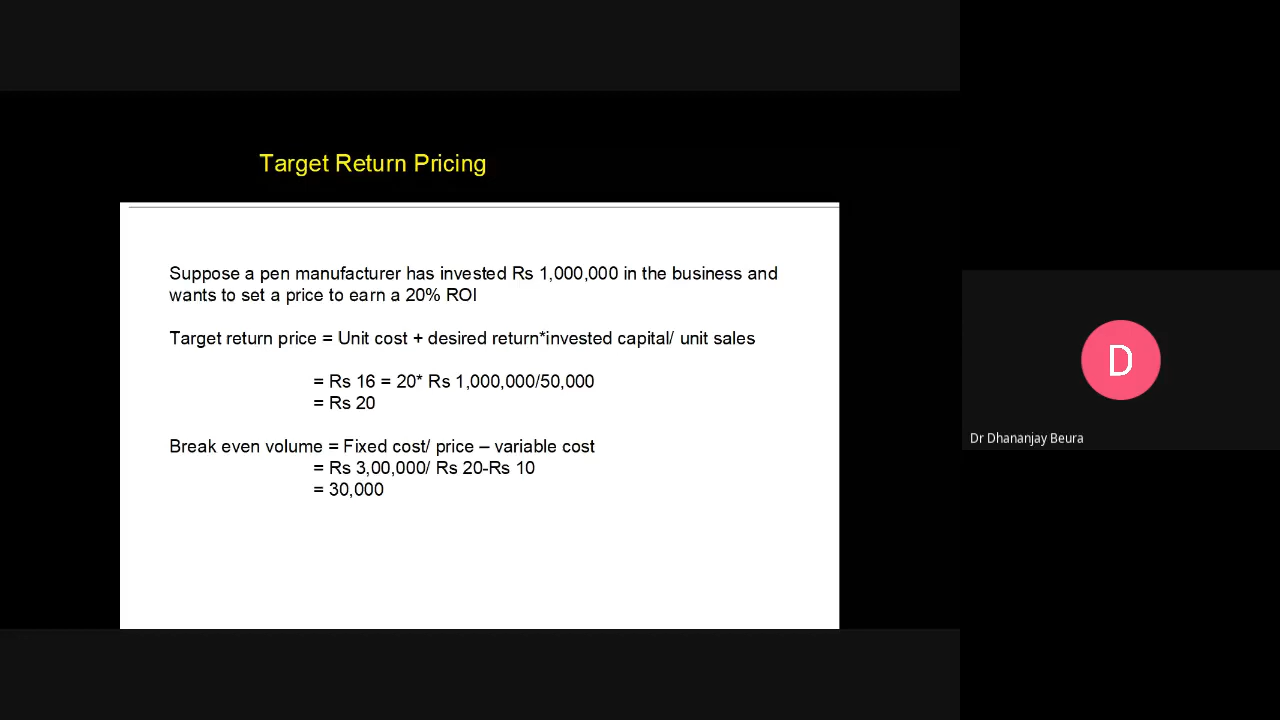 Target Return Pricing
Suppose a pen manufacturer has invested Rs 1,000,000 in the business and
wants to set a price to earn a 20% ROI
Target return price = Unit cost + desired return*invested capital/ unit sales
= Rs 16 = 20* Rs 1,000,000/50,000
= Rs 20
Break even volume = Fixed cost/ price – variable cost
= Rs 3,00,000/ Rs 20-Rs 10
= 30,000
D
Dr Dhananjay Beura